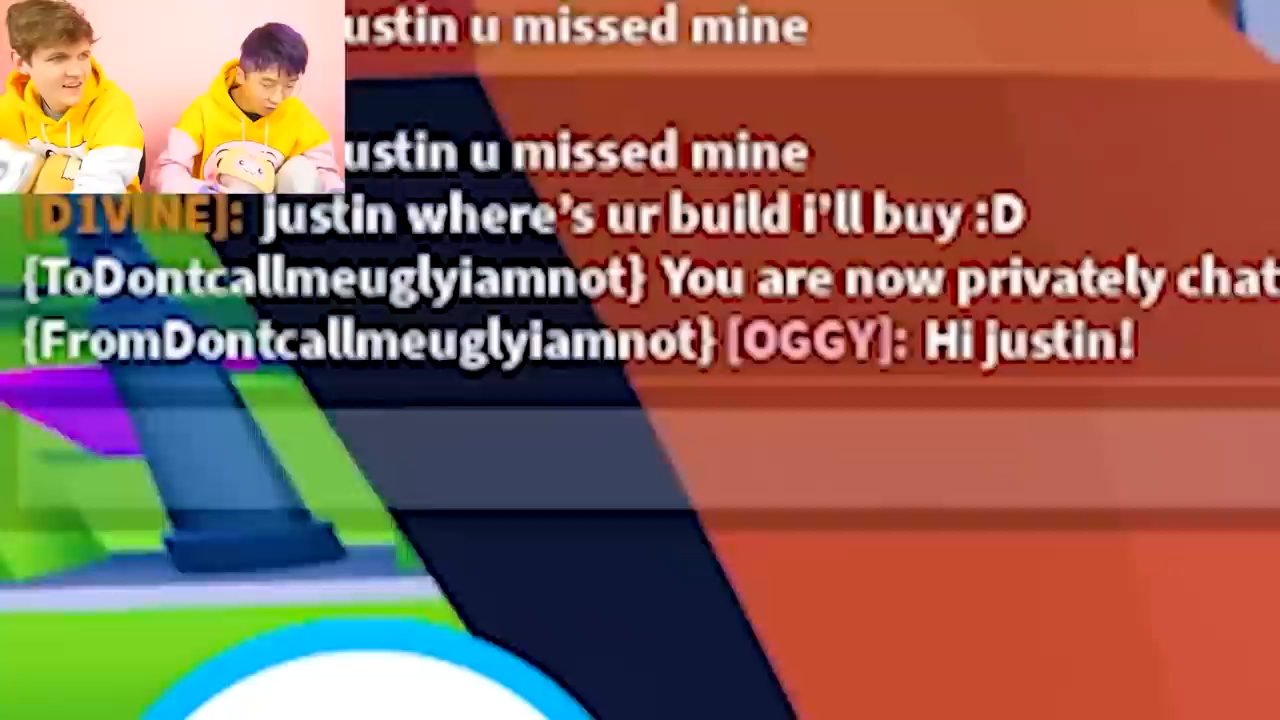 ustin u missed mine
ustin u missed mine
[D1VINE]: justin where's ur build i'll buy :D
{ToDontcallmeuglyiamnot} You are now privately chat
{FromDontcallmeuglyiamnot} [OGGY]: Hi justin!